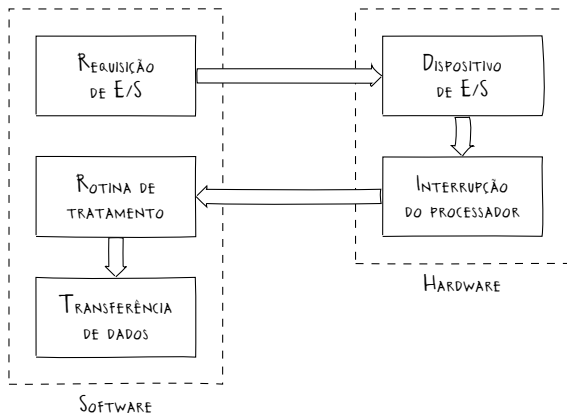 Requisição
de E/S
Dispositivo
de E/S
Rotina de
tratamento
Interrupção
do processador
Transferência
de dados
Hardware
Software